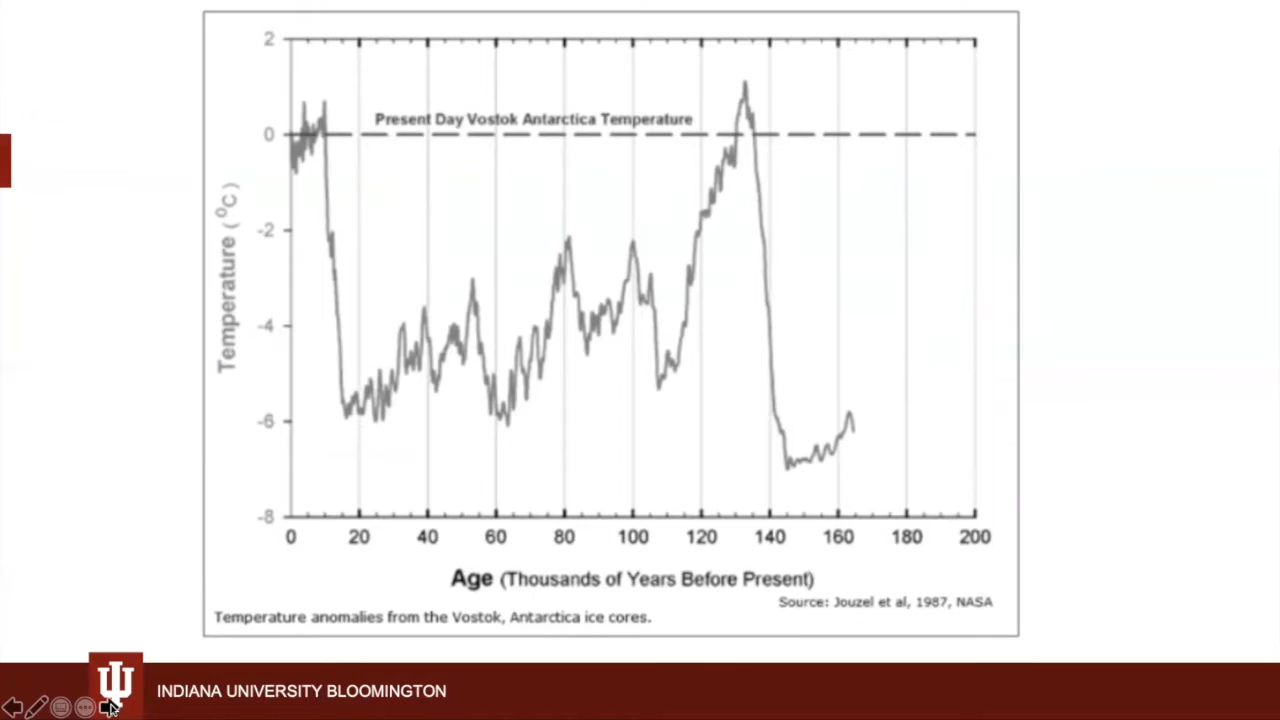 2
0
-2
-4
-6
-8
Temperature (⁰C)
Present Day Vostok Antarctica Temperature
0 20 40 60 80 100 120 140 160 180 200
Age (Thousands of Years Before Present)
Source: Jouzel et al, 1987, NASA
Temperature anomalies from the Vostok, Antarctica ice cores.
INDIANA UNIVERSITY BLOOMINGTON